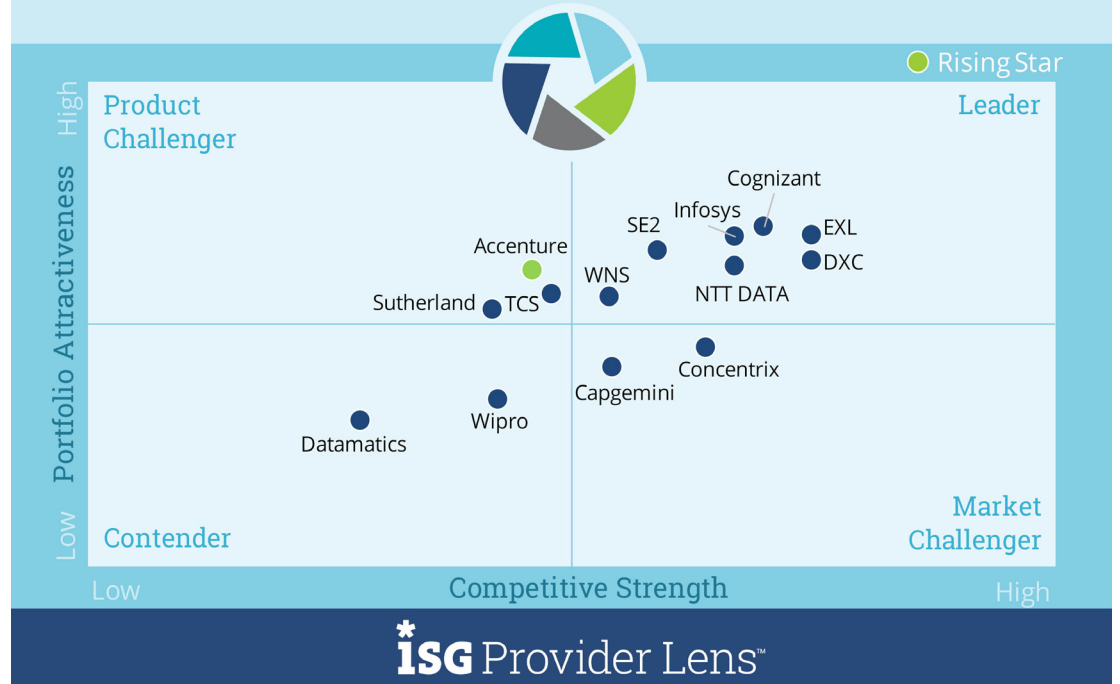 Rising Star
High
Product
Challenger
Leader
Cognizant
Infosys
SE2
EXL
Accenture
DXC
WNS
NTT DATA
Sutherland
TCS
Portfolio Attractiveness
Concentrix
Capgemini
Wipro
Datamatics
Market
Challenger
Contender
Low
Low
Competitive Strength
High
ISG Provider Lens™